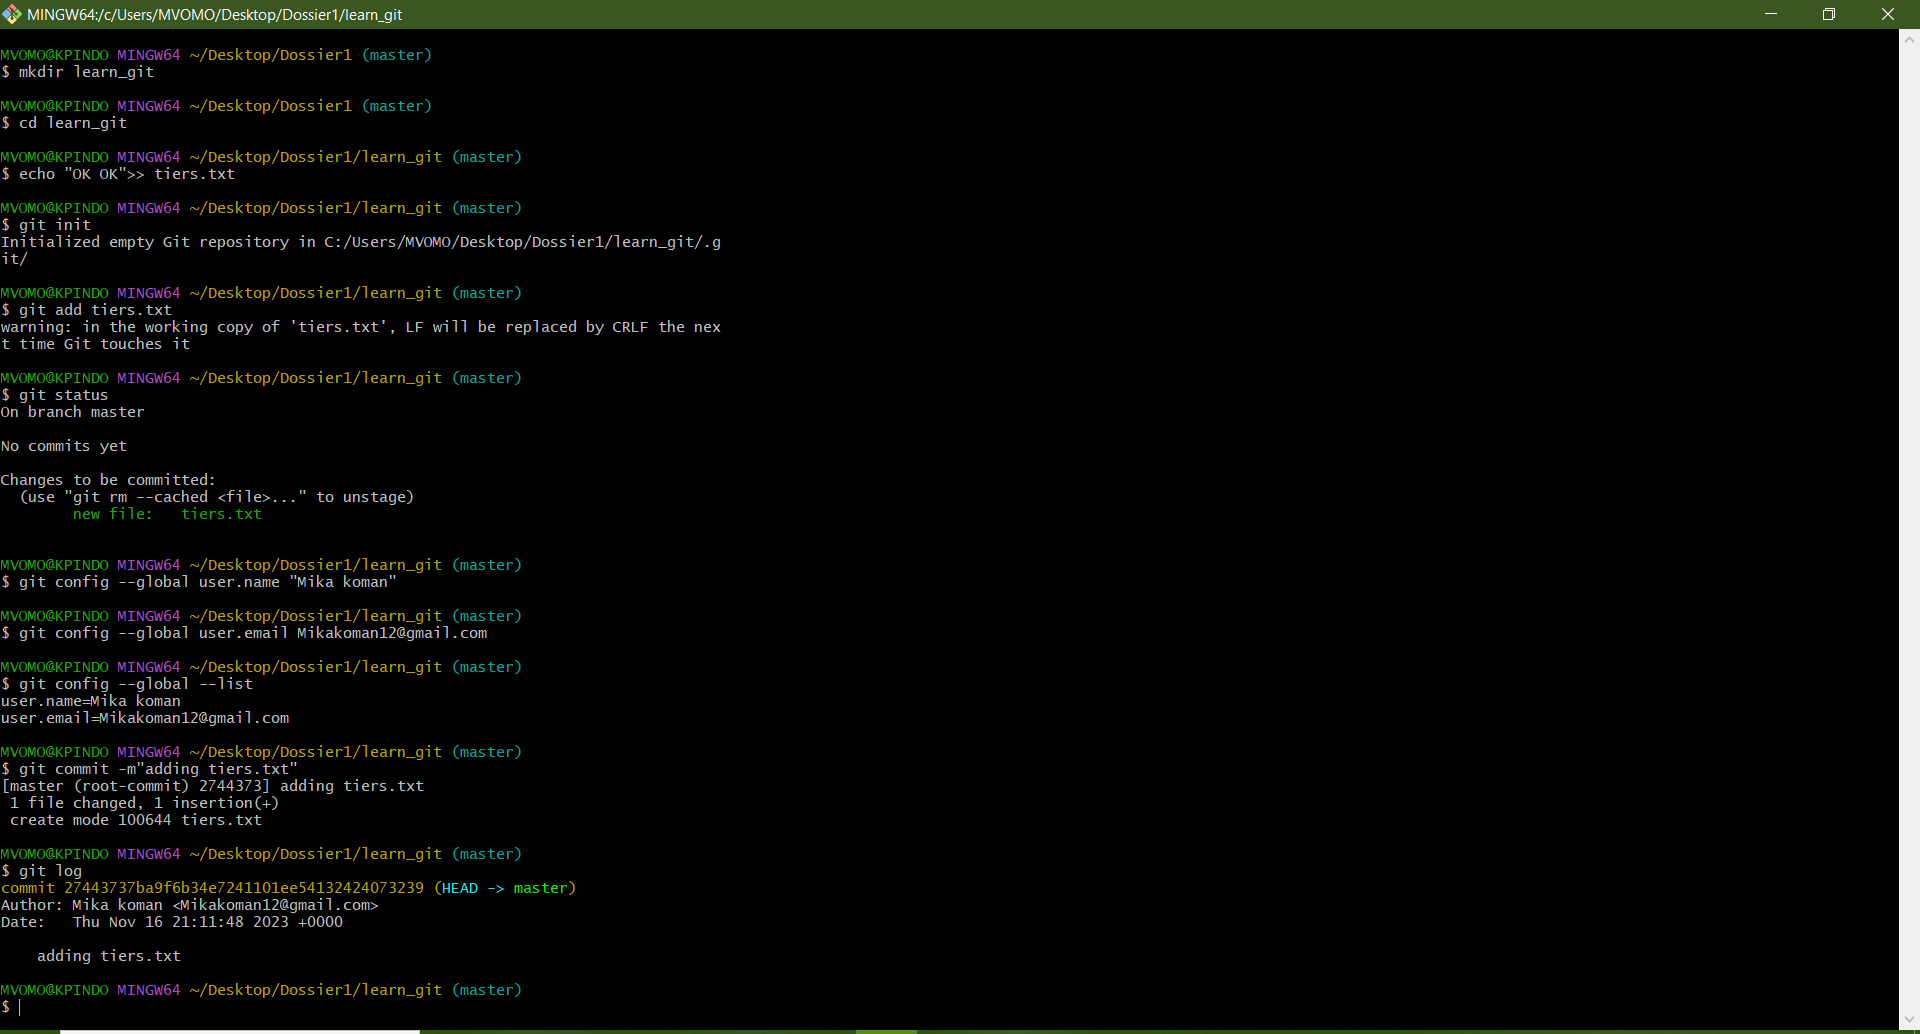 MINGW64:/c/Users/MVOMO/Desktop/Dossier1/learn_git
MVOMO@KPINDO MINGW64 ~/Desktop/Dossier1 (master)
$ mkdir learn_git
MVOMO@KPINDO MINGW64 ~/Desktop/Dossier1 (master)
$ cd learn_git
MVOMO@KPINDO MINGW64 ~/Desktop/Dossier1/learn_git (master)
$ echo "OK OK">> tiers.txt
MVOMO@KPINDO MINGW64 ~/Desktop/Dossier1/learn_git (master)
$ git init
Initialized empty Git repository in C:/Users/MVOMO/Desktop/Dossier1/learn_git/.g
it/
MVOMO@KPINDO MINGW64 ~/Desktop/Dossier1/learn_git (master)
$ git add tiers.txt
warning: in the working copy of 'tiers.txt', LF will be replaced by CRLF the nex
t time Git touches it
MVOMO@KPINDO MINGW64 ~/Desktop/Dossier1/learn_git (master)
$ git status
On branch master
No commits yet
Changes to be committed:
  (use "git rm --cached <file>..." to unstage)
        new file:   tiers.txt
MVOMO@KPINDO MINGW64 ~/Desktop/Dossier1/learn_git (master)
$ git config --global user.name "Mika koman"
MVOMO@KPINDO MINGW64 ~/Desktop/Dossier1/learn_git (master)
$ git config --global user.email Mikakoman12@gmail.com
MVOMO@KPINDO MINGW64 ~/Desktop/Dossier1/learn_git (master)
$ git config --global --list
user.name=Mika koman
user.email=Mikakoman12@gmail.com
MVOMO@KPINDO MINGW64 ~/Desktop/Dossier1/learn_git (master)
$ git commit -m"adding tiers.txt"
[master (root-commit) 2744373] adding tiers.txt
 1 file changed, 1 insertion(+)
 create mode 100644 tiers.txt
MVOMO@KPINDO MINGW64 ~/Desktop/Dossier1/learn_git (master)
$ git log
commit 27443737ba9f6b34e7241101ee54132424073239 (HEAD -> master)
Author: Mika koman <Mikakoman12@gmail.com>
Date:   Thu Nov 16 21:11:48 2023 +0000
    adding tiers.txt
MVOMO@KPINDO MINGW64 ~/Desktop/Dossier1/learn_git (master)
$